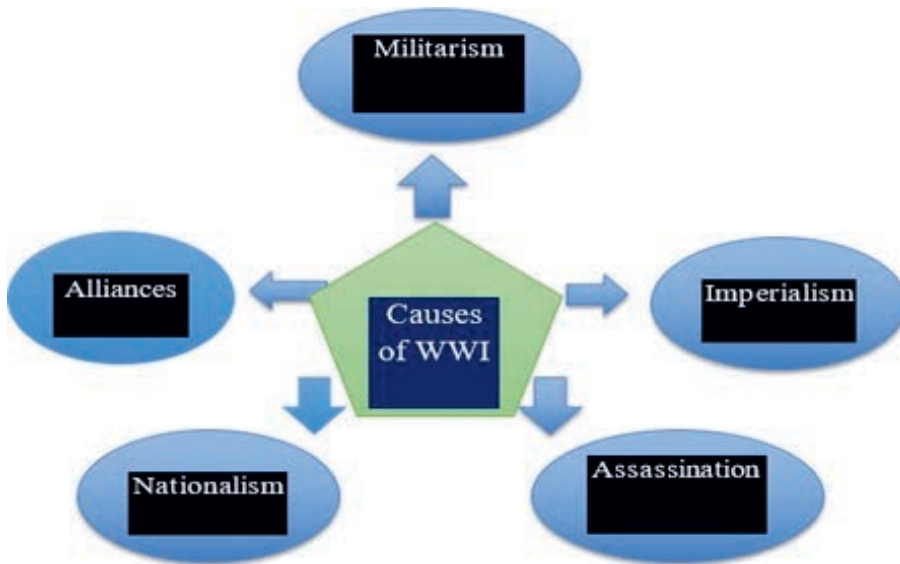 Militarism
Alliances
Imperialism
Causes
of WWI
Nationalism
Assassination